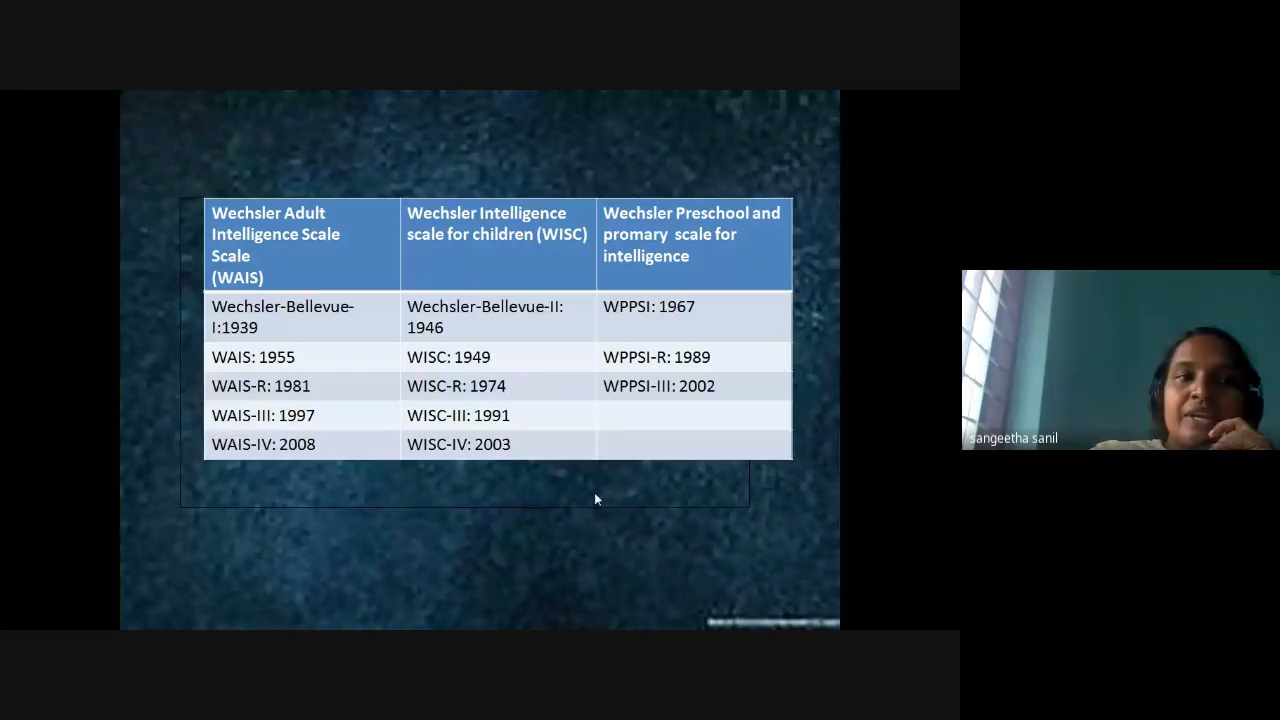 Wechsler Adult
Intelligence Scale
Scale
(WAIS)
Wechsler Intelligence
scale for children (WISC)
Wechsler Preschool and
promary scale for
intelligence
Wechsler-Bellevue-
I:1939
Wechsler-Bellevue-II:
1946
WPPSI: 1967
WAIS: 1955
WISC: 1949
WPPSI-R: 1989
WAIS-R: 1981
WISC-R: 1974
WPPSI-III: 2002
WAIS-III: 1997
WISC-III: 1991
WAIS-IV: 2008
WISC-IV: 2003
sangeetha sanil